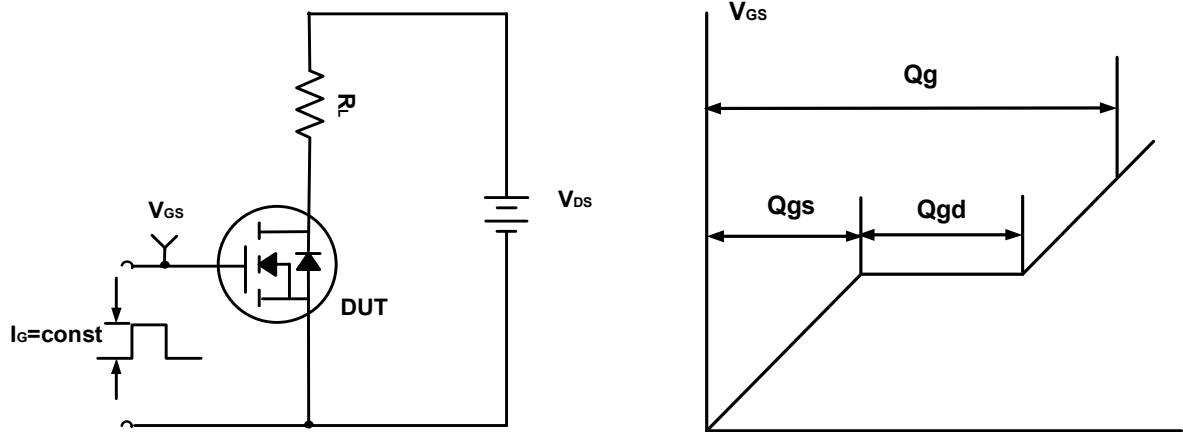 RL
VDS
VGS
DUT
IG=const
VGS
Qg
Qgs
Qgd